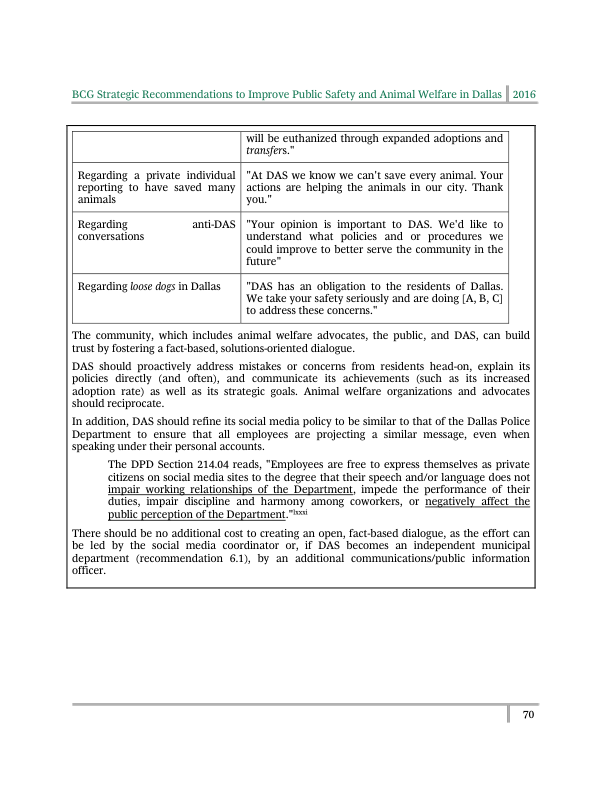 BCG Strategic Recommendations to Improve Public Safety and Animal Welfare in Dallas 2016
will be euthanized through expanded adoptions and
transfers."
Regarding a private individual
reporting to have saved many
animals
"At DAS we know we can't save every animal. Your
actions are helping the animals in our city. Thank
you."
Regarding anti-DAS
conversations
"Your opinion is important to DAS. We'd like to
understand what policies and or procedures we
could improve to better serve the community in the
future"
Regarding loose dogs in Dallas
"DAS has an obligation to the residents of Dallas.
We take your safety seriously and are doing [A, B, C]
to address these concerns."
The community, which includes animal welfare advocates, the public, and DAS, can build
trust by fostering a fact-based, solutions-oriented dialogue.
DAS should proactively address mistakes or concerns from residents head-on, explain its
policies directly (and often), and communicate its achievements (such as its increased
adoption rate) as well as its strategic goals. Animal welfare organizations and advocates
should reciprocate.
In addition, DAS should refine its social media policy to be similar to that of the Dallas Police
Department to ensure that all employees are projecting a similar message, even when
speaking under their personal accounts.
The DPD Section 214.04 reads, "Employees are free to express themselves as private
citizens on social media sites to the degree that their speech and/or language does not
impair working relationships of the Department, impede the performance of their
duties, impair discipline and harmony among coworkers, or negatively affect the
public perception of the Department."lxxxi
There should be no additional cost to creating an open, fact-based dialogue, as the effort can
be led by the social media coordinator or, if DAS becomes an independent municipal
department (recommendation 6.1), by an additional communications/public information
officer.
70